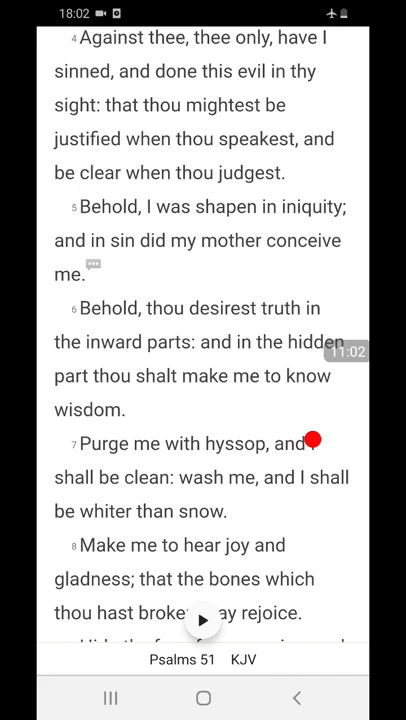 18:02
4 Against thee, thee only, have I
sinned, and done this evil in thy
sight: that thou mightest be
justified when thou speakest, and
be clear when thou judgest.
5 Behold, I was shapen in iniquity;
and in sin did my mother conceive
me.
6 Behold, thou desirest truth in
the inward parts: and in the hidden
11:02
part thou shalt make me to know
wisdom.
7 Purge me with hyssop, and I
shall be clean: wash me, and I shall
be whiter than snow.
8 Make me to hear joy and
gladness; that the bones which
thou hast broken may rejoice.
Psalms 51 KJV